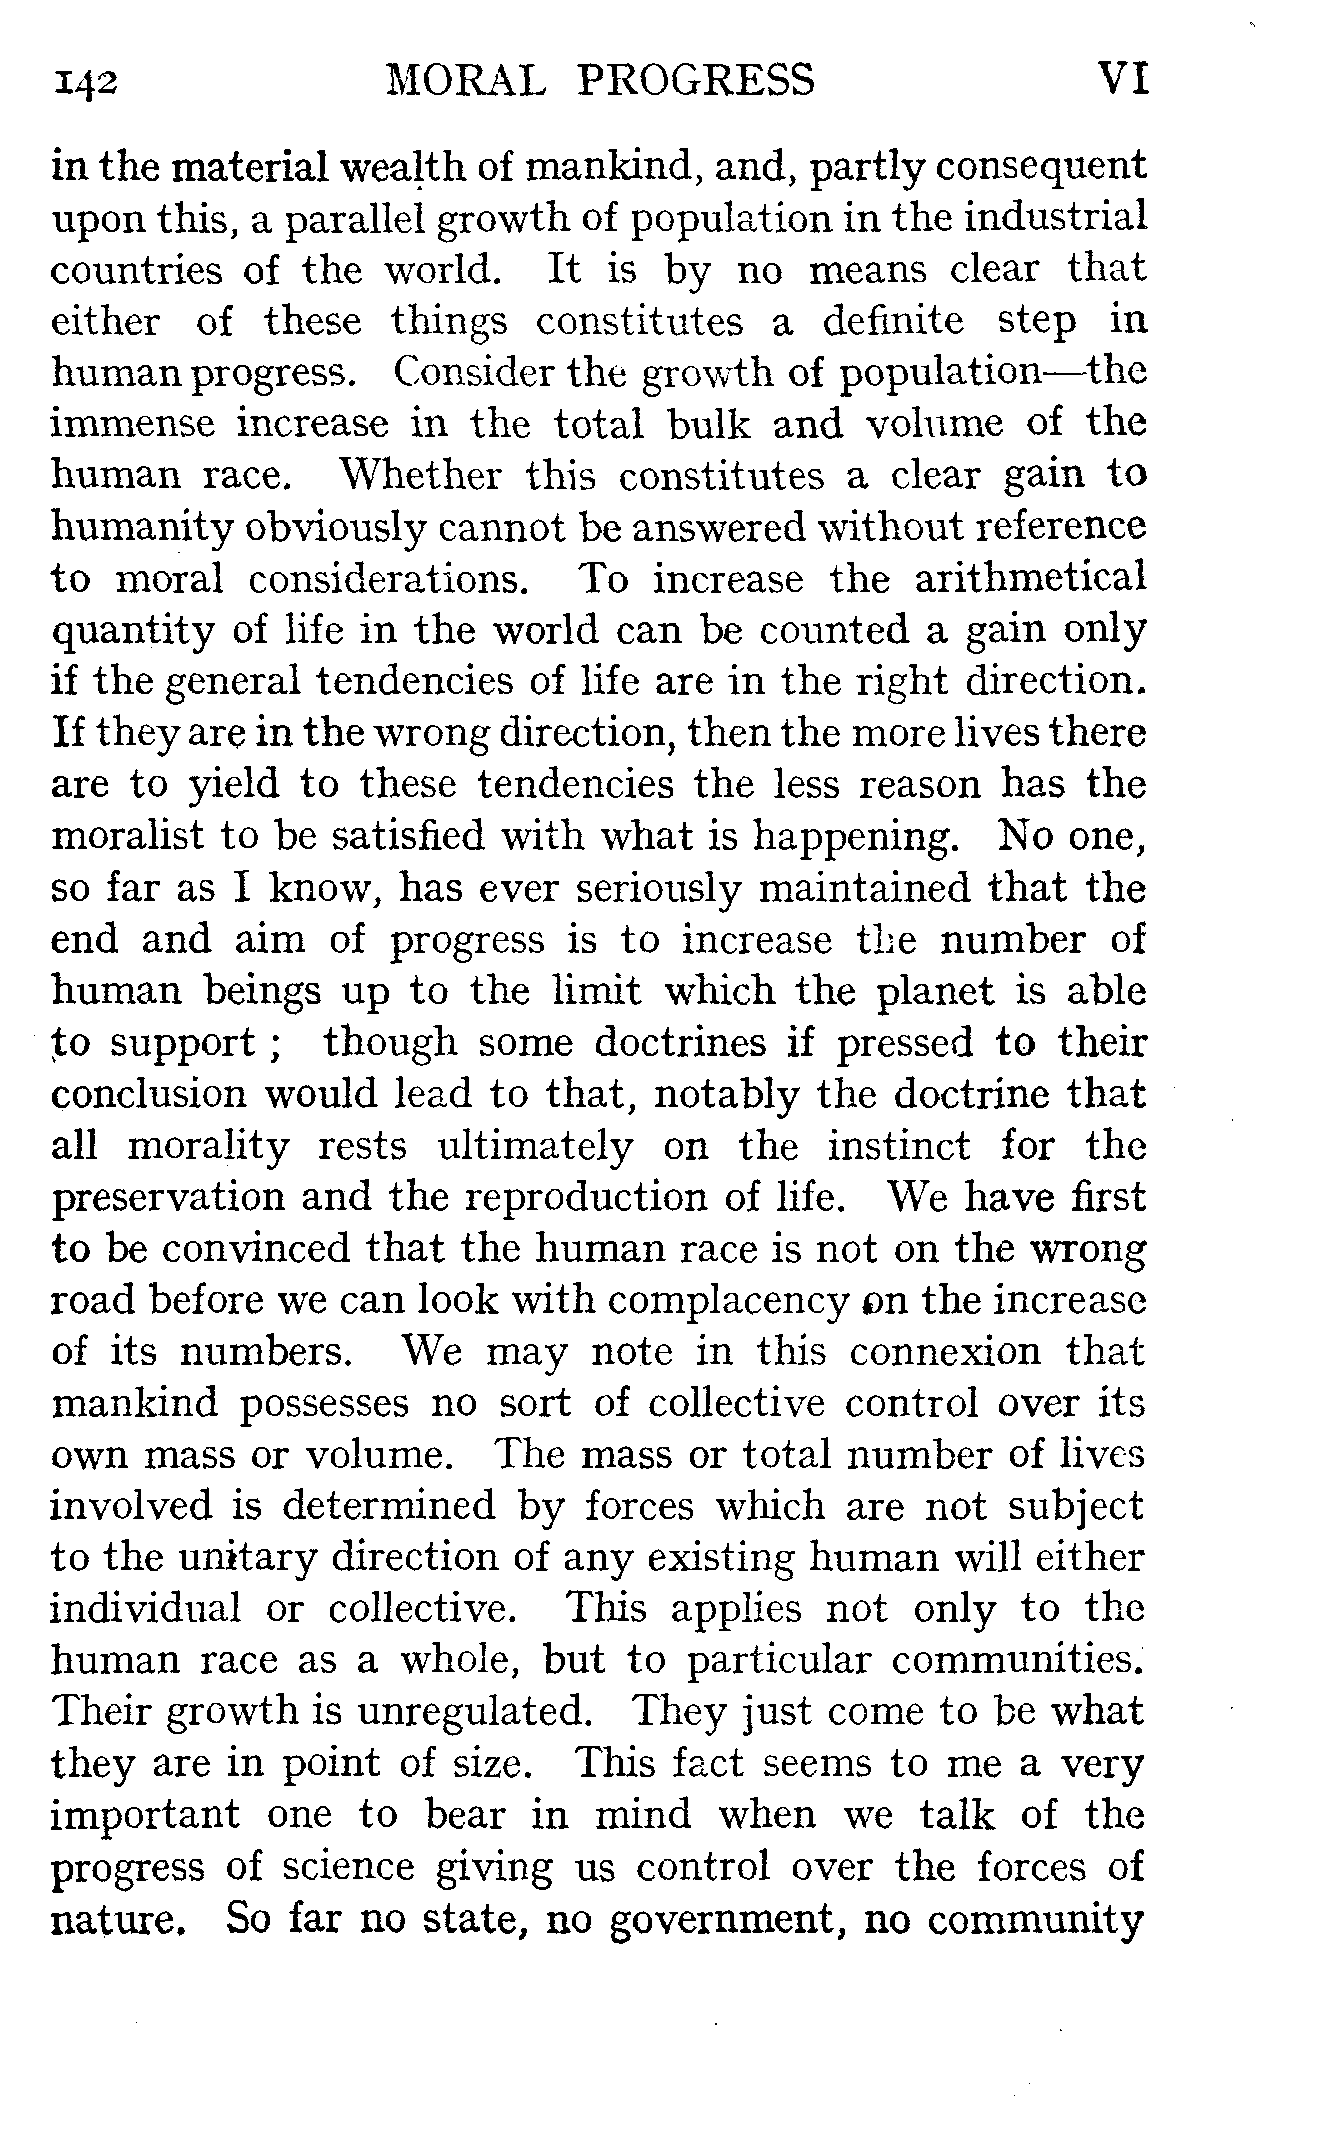 142 MORAL PROGRESS VI
in the material wealth of mankind, and, partly consequent
upon this, a parallel growth of population in the industrial
countries of the world. It is by no means clear that
either of these things constitutes a definite step in
human progress. Consider the growth of population—the
immense increase in the total bulk and volume of the
human race. Whether this constitutes a clear gain to
humanity obviously cannot be answered without reference
to moral considerations. To increase the arithmetical
quantity of life in the world can be counted a gain only
if the general tendencies of life are in the right direction.
If they are in the wrong direction, then the more lives there
are to yield to these tendencies the less reason has the
moralist to be satisfied with what is happening. No one,
so far as I know, has ever seriously maintained that the
end and aim of progress is to increase the number of
human beings up to the limit which the planet is able
to support ; though some doctrines if pressed to their
conclusion would lead to that, notably the doctrine that
all morality rests ultimately on the instinct for the
preservation and the reproduction of life. We have first
to be convinced that the human race is not on the wrong
road before we can look with complacency on the increase
of its numbers. We may note in this connexion that
mankind possesses no sort of collective control over its
own mass or volume. The mass or total number of lives
involved is determined by forces which are not subject
to the unitary direction of any existing human will either
individual or collective. This applies not only to the
human race as a whole, but to particular communities.
Their growth is unregulated. They just come to be what
they are in point of size. This fact seems to me a very
important one to bear in mind when we talk of the
progress of science giving us control over the forces of
nature. So far no state, no government, no community